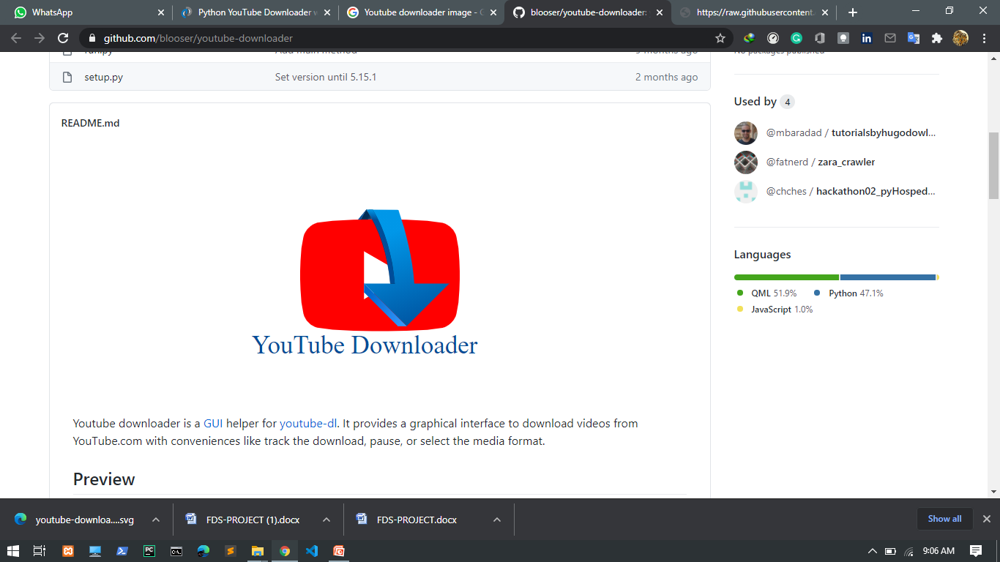 WhatsApp
Python YouTube Downloader w
Youtube downloader image - G
blooser/youtube-downloader:
https://raw.githubusercontent.
github.com/blooser/youtube-downloader
run.py Add main method 3 months ago
No packages published
setup.py Set version until 5.15.1 2 months ago
README.md
YouTube Downloader
Youtube downloader is a GUI helper for youtube-dl. It provides a graphical interface to download videos from
YouTube.com with conveniences like track the download, pause, or select the media format.
Preview
Used by 4
@mbaradad / tutorialsbyhugodowl...
@fatnerd / zara_crawler
@chches / hackathon02_pyHosped...
Languages
QML 51.9% Python 47.1%
JavaScript 1.0%
youtube-downloa....svg
FDS-PROJECT (1).docx
FDS-PROJECT.docx
Show all
9:06 AM